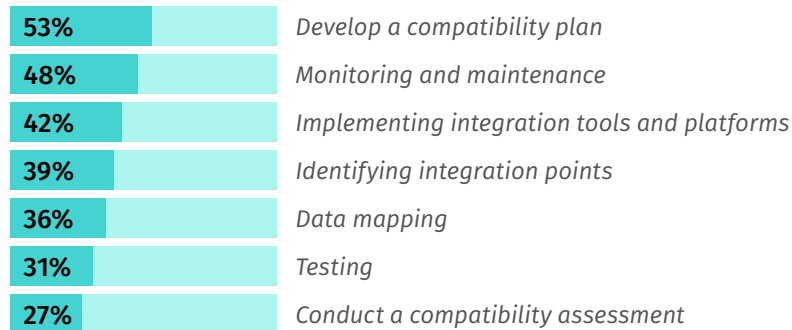 53% Develop a compatibility plan
48% Monitoring and maintenance
42% Implementing integration tools and platforms
39% Identifying integration points
36% Data mapping
31% Testing
27% Conduct a compatibility assessment